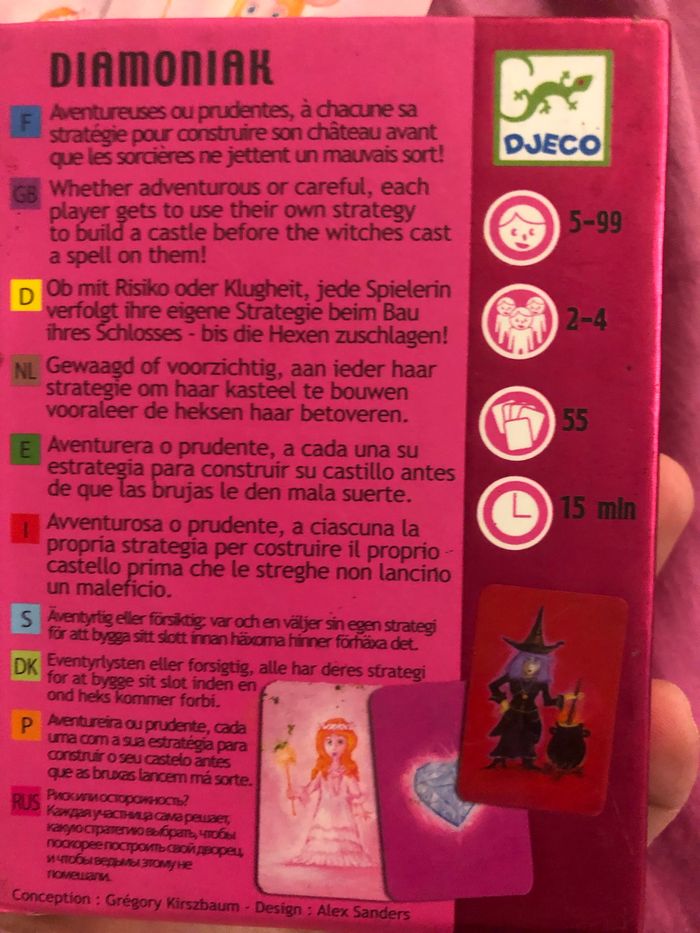 DIAMONIAK
F
Aventureuses ou prudentes, à chacune sa
stratégie pour construire son château avant
que les sorcières ne jettent un mauvais sort!
GB
Whether adventurous or careful, each
player gets to use their own strategy
to build a castle before the witches cast
a spell on them!
D
Ob mit Risiko oder Klugheit, jede Spielerin
verfolgt ihre eigene Strategie beim Bau
ihres Schlosses - bis die Hexen zuschlagen!
NL
Gewaagd of voorzichtig, aan ieder haar
strategie om haar kasteel te bouwen
vooraleer de heksen haar betoveren.
E
Aventurera o prudente, a cada una su
estrategia para construir su castillo antes
de que las brujas le den mala suerte.
I
Avventurosa o prudente, a ciascuna la
propria strategia per costruire il proprio
castello prima che le streghe non lancino
un maleficio.
S
Äventyrlig eller försiktig: var och en väljer sin egen strategi
för att bygga sitt slott innan häxorna hinner förhäxa det.
DK
Eventyrlysten eller forsigtig, alle har deres strategi
for at bygge sit slot inden en
ond heks kommer forbi.
P
Aventureira ou prudente, cada
uma com a sua estratégia para
construir o seu castelo antes
que as bruxas lancem má sorte.
RUS
Риск или осторожность?
Каждая участница сама решает,
какую стратегию выбрать, чтобы
поскорее построить свой дворец,
и чтобы ведьмы этому не
помешали.
Conception : Grégory Kirszbaum - Design : Alex Sanders
DJECO
5-99
2-4
55
15 min